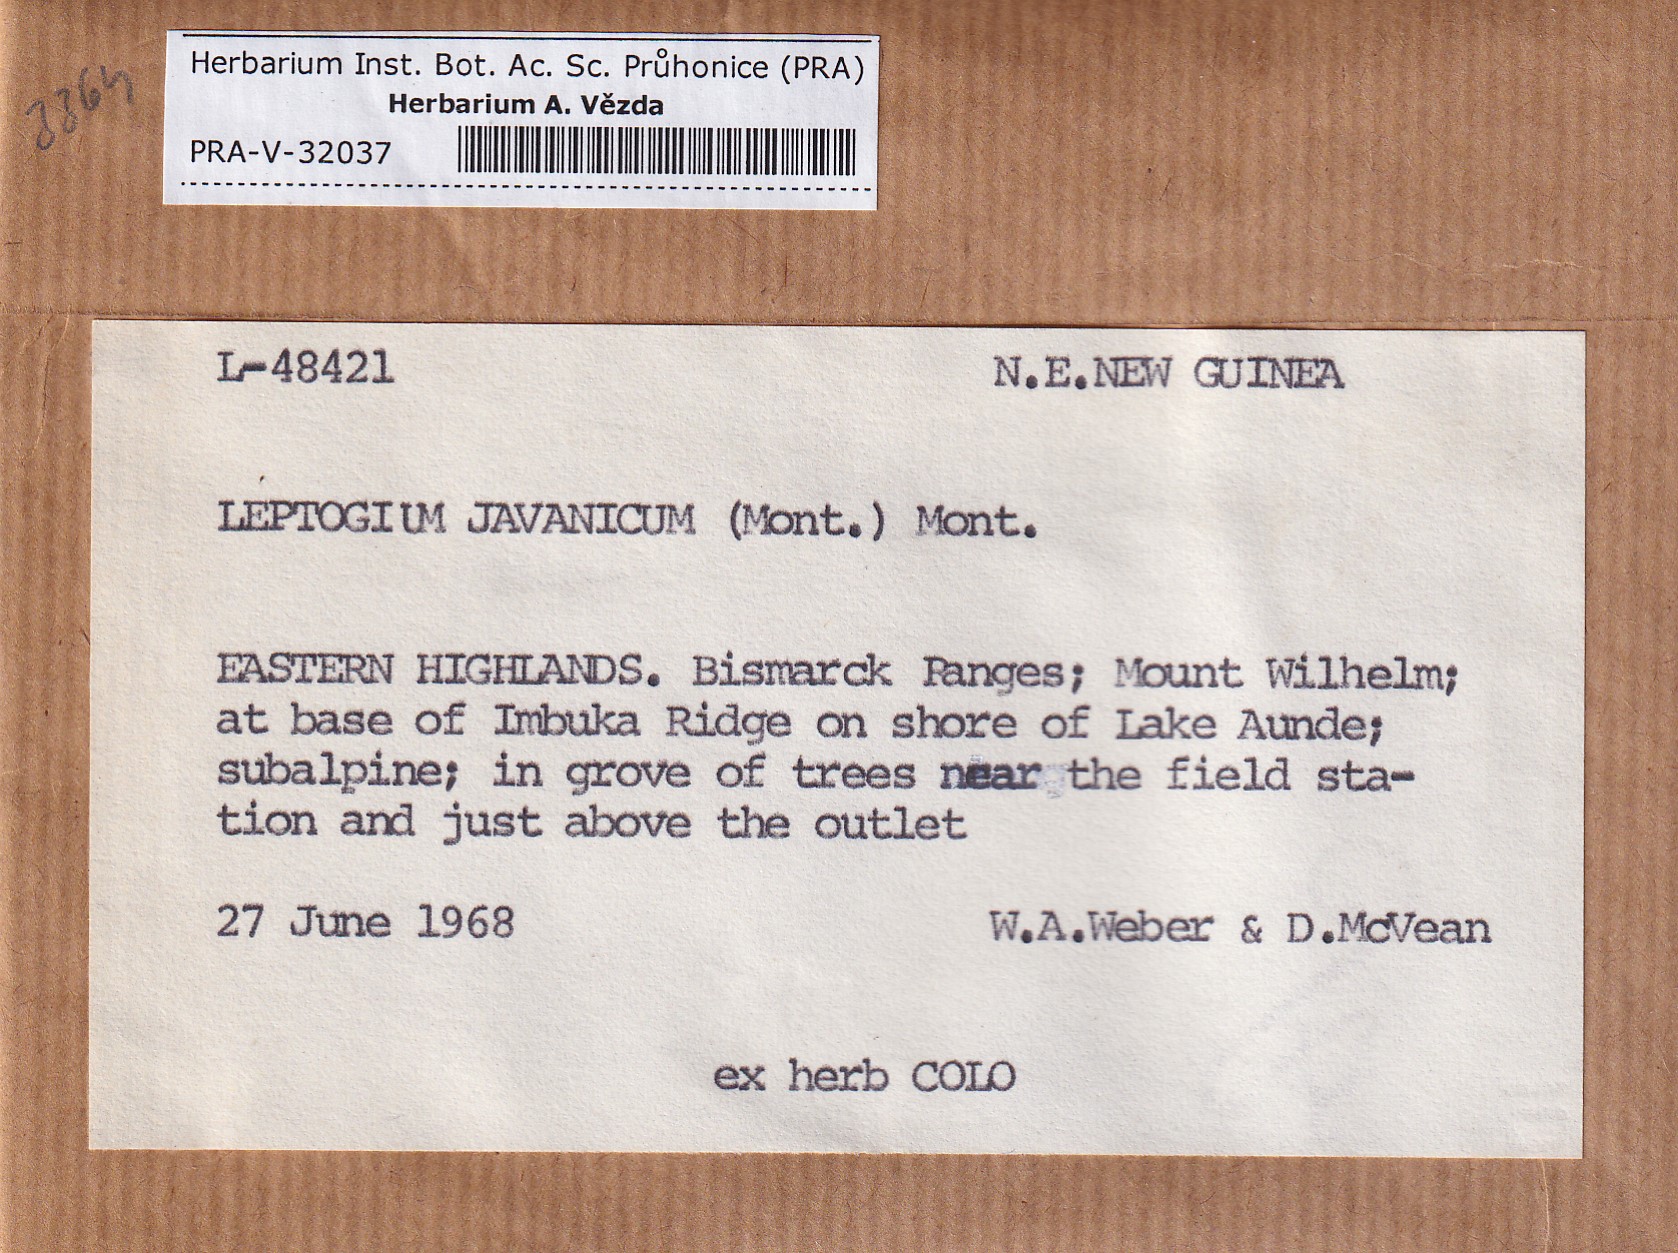 3364
Herbarium Inst. Bot. Ac. Sc. Průhonice (PRA)
Herbarium A. Vězda
PRA-V-32037
L-48421 N.E.NEW GUINEA
LEPTOGIUM JAVANICUM (Mont.) Mont.
EASTERN HIGHLANDS. Bismarck Panges; Mount Wilhelm;
at base of Imbuka Ridge on shore of Lake Aunde;
subalpine; in grove of trees near the field sta-
tion and just above the outlet
27 June 1968 W.A.Weber & D.McVean
ex herb COLO